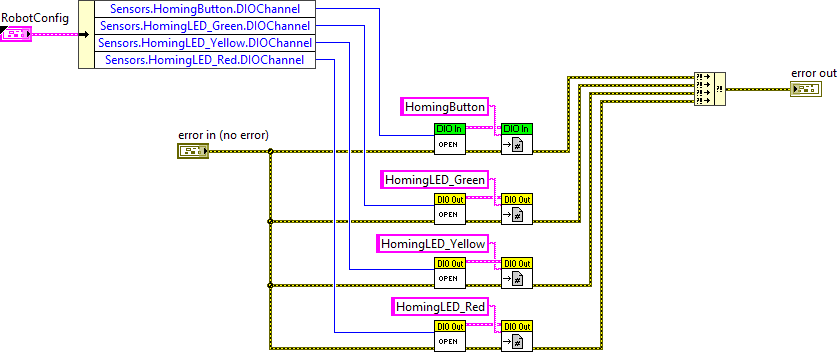 RobotConfig
Sensors.HomingButton.DIOChannel
Sensors.HomingLED_Green.DIOChannel
Sensors.HomingLED_Yellow.DIOChannel
Sensors.HomingLED_Red.DIOChannel
error out
?! ?!
?!
?!
?!
HomingButton
error in (no error)
DIO In DIO In
OPEN #
HomingLED_Green
DIO Out DIO Out
OPEN #
HomingLED_Yellow
DIO Out DIO Out
OPEN #
HomingLED_Red
DIO Out DIO Out
OPEN #